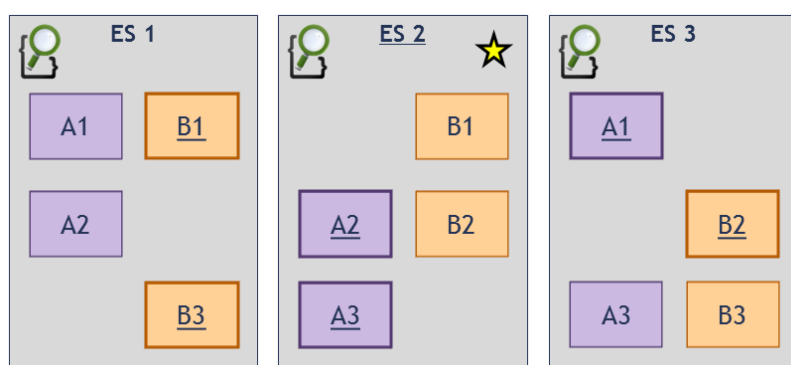 ES 1
A1 B1
A2
B3
ES 2
B1
A2 B2
A3
ES 3
A1
B2
A3 B3